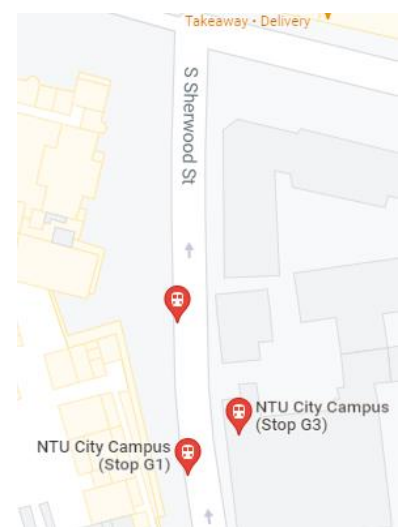 Takeaway • Delivery
S Sherwood St
NTU City Campus
(Stop G3)
NTU City Campus
(Stop G1)